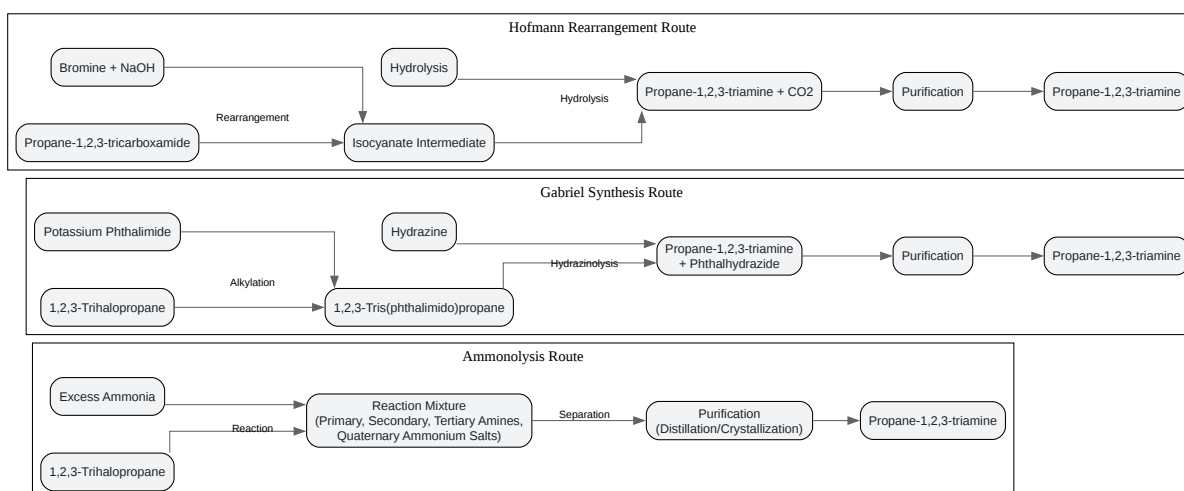 Hofmann Rearrangement Route
Bromine + NaOH
Hydrolysis
Rearrangement
Hydrolysis
Propane-1,2,3-triamine + CO2
Purification
Propane-1,2,3-triamine
Propane-1,2,3-tricarboxamide
Isocyanate Intermediate
Gabriel Synthesis Route
Potassium Phthalimide
Hydrazine
Alkylation
Hydrazinolysis
Propane-1,2,3-triamine
+ Phthalhydrazide
Purification
Propane-1,2,3-triamine
1,2,3-Trihalopropane
1,2,3-Tris(phthalimido)propane
Ammonolysis Route
Excess Ammonia
Reaction
Reaction Mixture
(Primary, Secondary, Tertiary Amines,
Quaternary Ammonium Salts)
Separation
Purification
(Distillation/Crystallization)
Propane-1,2,3-triamine
1,2,3-Trihalopropane